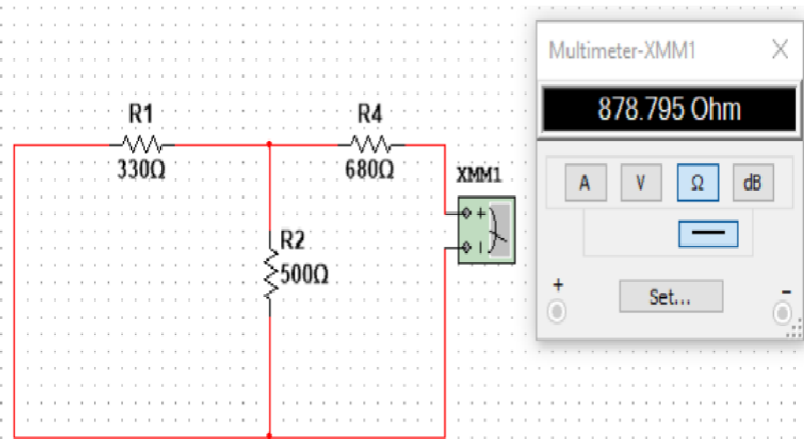 Multimeter-XMM1
878.795 Ohm
A V Ω dB
+ Set... -
R1
330Ω
R4
680Ω
XMM1
+
R2
500Ω